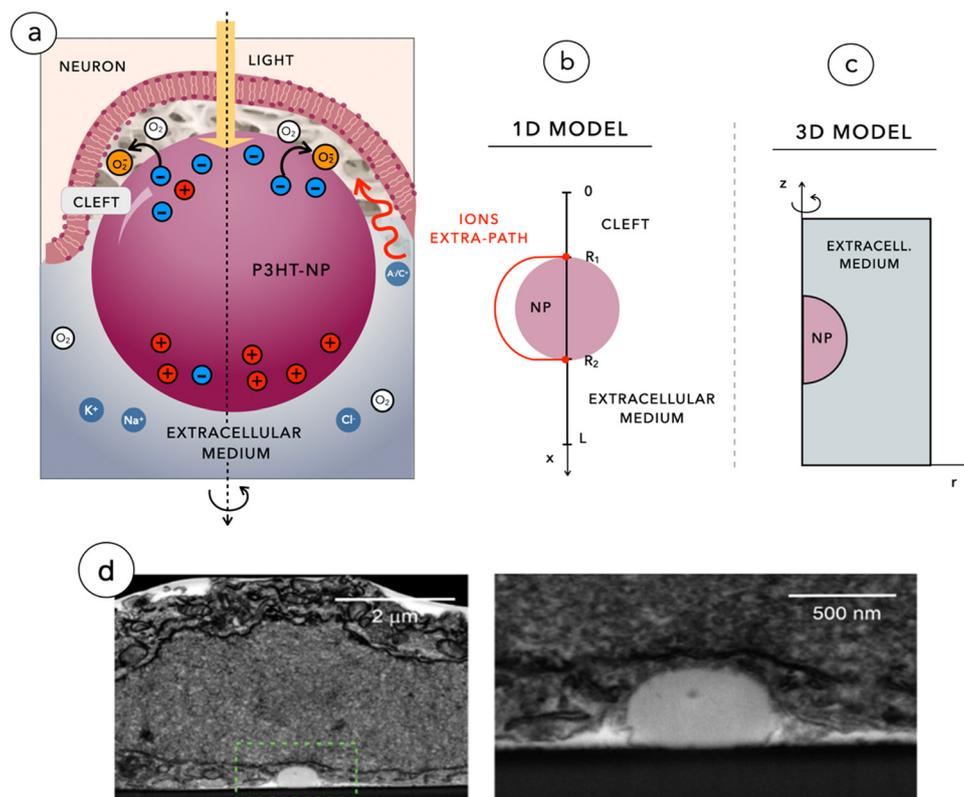 a
NEURON
LIGHT
O₂
O₂
O₂⁻
O₂⁻
−
−
−
−
−
−
+
CLEFT
P3HT-NP
A⁻/C⁺
O₂
+
+
+
+
+
+
−
O₂
K⁺
Na⁺
Cl⁻
EXTRACELLULAR
MEDIUM
b
1D MODEL
0
CLEFT
IONS
EXTRA-PATH
R₁
NP
R₂
EXTRACELLULAR
MEDIUM
L
x
c
3D MODEL
z
EXTRACELL.
MEDIUM
NP
r
d
2 μm
500 nm